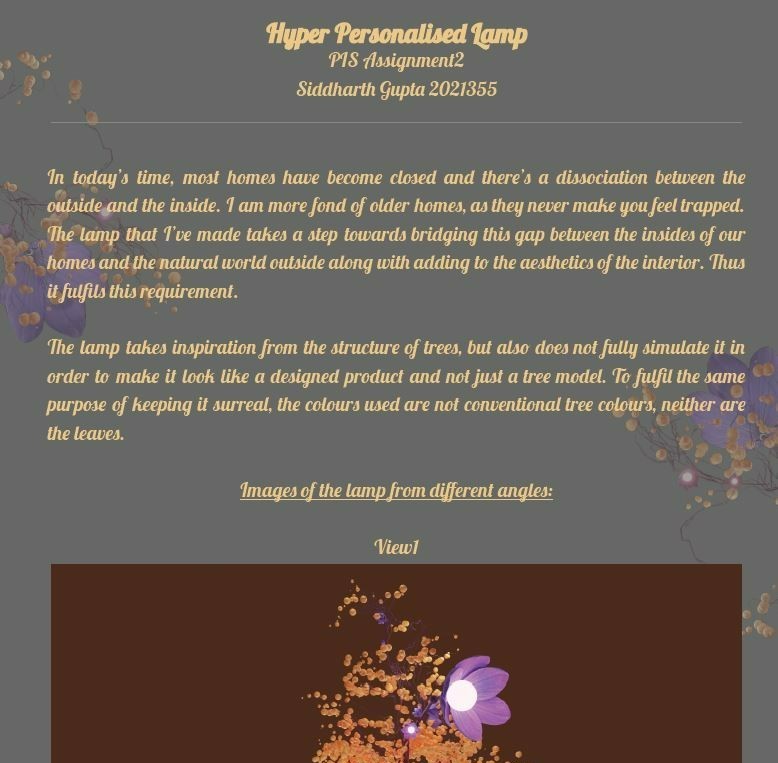 Hyper Personalised Lamp
PIS Assignment2
Siddharth Gupta 2021355
In today's time, most homes have become closed and there's a dissociation between the
outside and the inside. I am more fond of older homes, as they never make you feel trapped.
The lamp that I've made takes a step towards bridging this gap between the insides of our
homes and the natural world outside along with adding to the aesthetics of the interior. Thus
it fulfils this requirement.
The lamp takes inspiration from the structure of trees, but also does not fully simulate it in
order to make it look like a designed product and not just a tree model. To fulfil the same
purpose of keeping it surreal, the colours used are not conventional tree colours, neither are
the leaves.
Images of the lamp from different angles:
View1